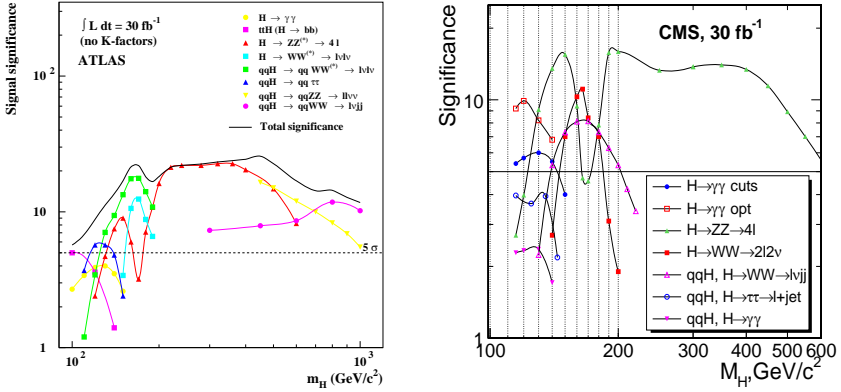 Signal significance
∫ L dt = 30 fb⁻¹
(no K-factors)
ATLAS
H → γγ
ttH (H → bb)
H → ZZ⁽*⁾ → 4 l
H → WW⁽*⁾ → lνlν
qqH → qq WW⁽*⁾ → lνlν
qqH → qq ττ
qqH → qqZZ → llνν
qqH → qqWW → lνjj
Total significance
10²
10
1
5 σ
10²
10³
m_H (GeV/c²)
CMS, 30 fb⁻¹
Significance
10
1
H→γγ cuts
H→γγ opt
H→ZZ→4l
H→WW→2l2ν
qqH, H→WW→lνjj
qqH, H→ττ→l+jet
qqH, H→γγ
100
200
300
400
500
600
M_H,GeV/c²